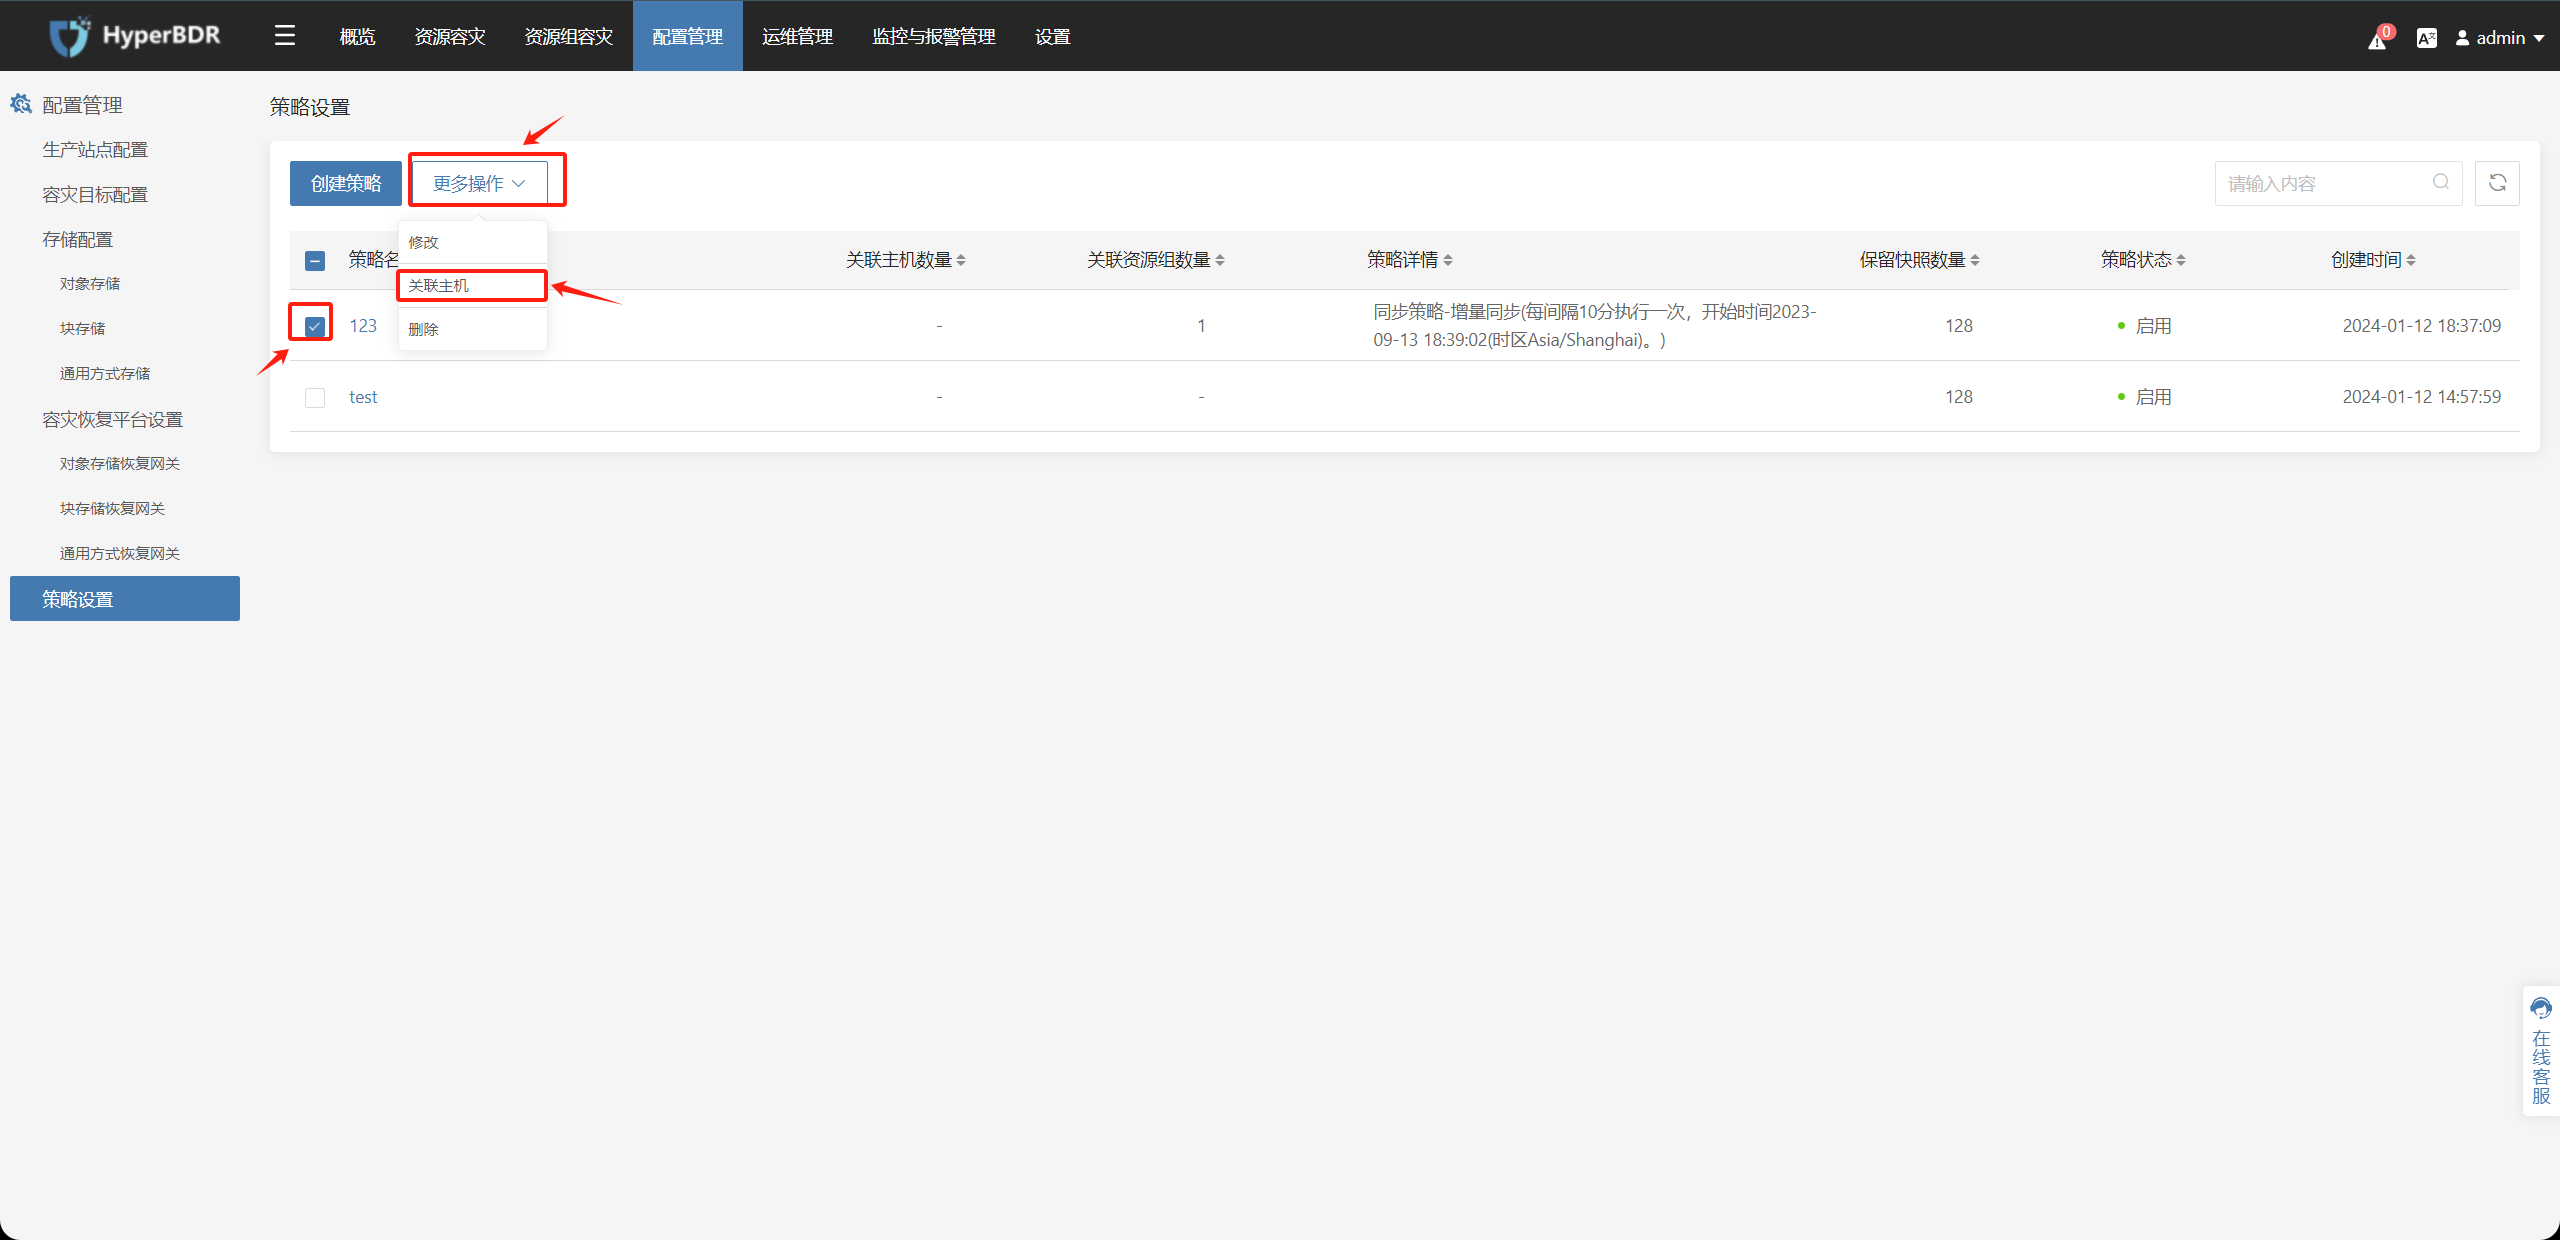 HyperBDR
概览
资源容灾
资源组容灾
配置管理
运维管理
监控与报警管理
设置
0
admin
配置管理
生产站点配置
容灾目标配置
存储配置
对象存储
块存储
通用方式存储
容灾恢复平台设置
对象存储恢复网关
块存储恢复网关
通用方式恢复网关
策略设置
策略设置
创建策略
更多操作
请输入内容
修改
关联主机
删除
策略名
关联主机数量
关联资源组数量
策略详情
保留快照数量
策略状态
创建时间
123
-
1
同步策略-增量同步(每间隔10分执行一次，开始时间2023-
09-13 18:39:02(时区Asia/Shanghai)。)
128
启用
2024-01-12 18:37:09
test
-
-
128
启用
2024-01-12 14:57:59
在线客服